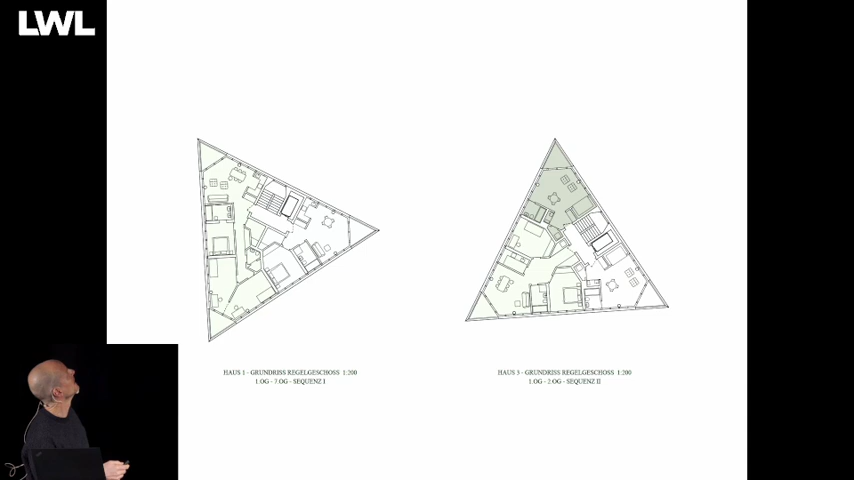 LWL
HAUS 1 - GRUNDRISS REGELGESCHOSS 1:200
1.OG - 7.OG - SEQUENZ I
HAUS 3 - GRUNDRISS REGELGESCHOSS 1:200
1.OG - 2.OG - SEQUENZ II